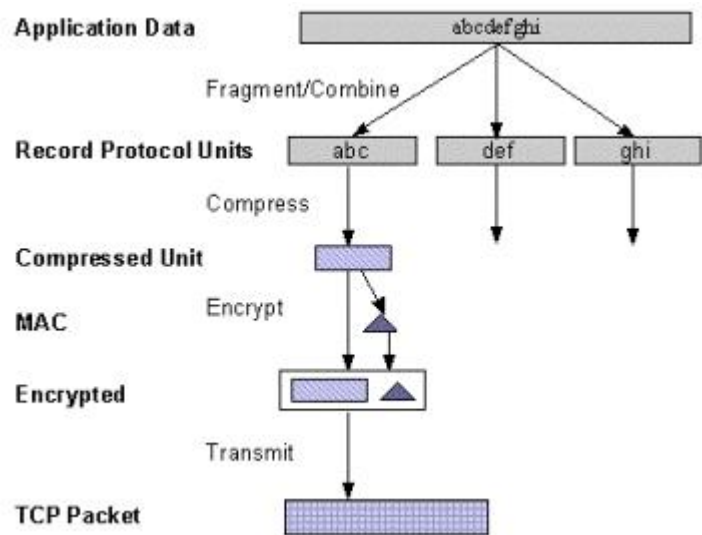 Application Data
abcdefghi
Fragment/Combine
Record Protocol Units
abc
def
ghi
Compress
Compressed Unit
Encrypt
MAC
Encrypted
Transmit
TCP Packet